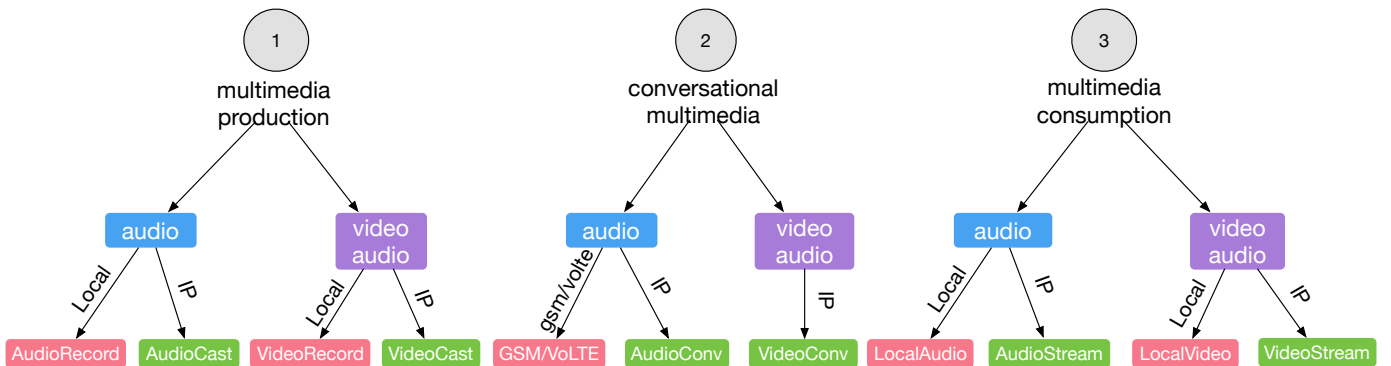 1
multimedia
production
audio
video
audio
Local
IP
Local
IP
AudioRecord
AudioCast
VideoRecord
VideoCast
2
conversational
multimedia
audio
video
audio
gsm/volte
IP
IP
GSM/VoLTE
AudioConv
VideoConv
3
multimedia
consumption
audio
video
audio
Local
IP
Local
IP
LocalAudio
AudioStream
LocalVideo
VideoStream